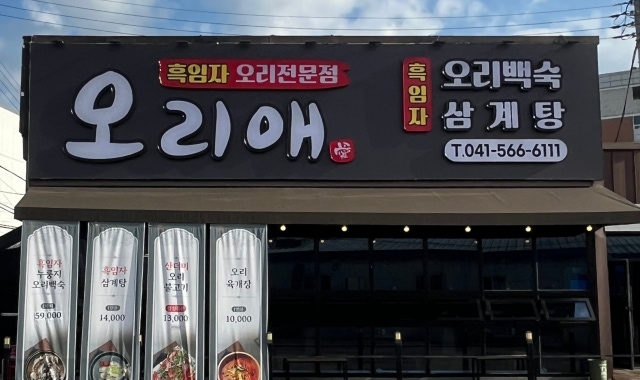 흑임자 오리전문점
오리애
흑임자
오리백숙
삼계탕
T.041-566-6111
흑임자
누룽지
오리백숙
59,000
흑임자
삼계탕
14,000
산더미
오리
불고기
13,000
오리
육개장
10,000